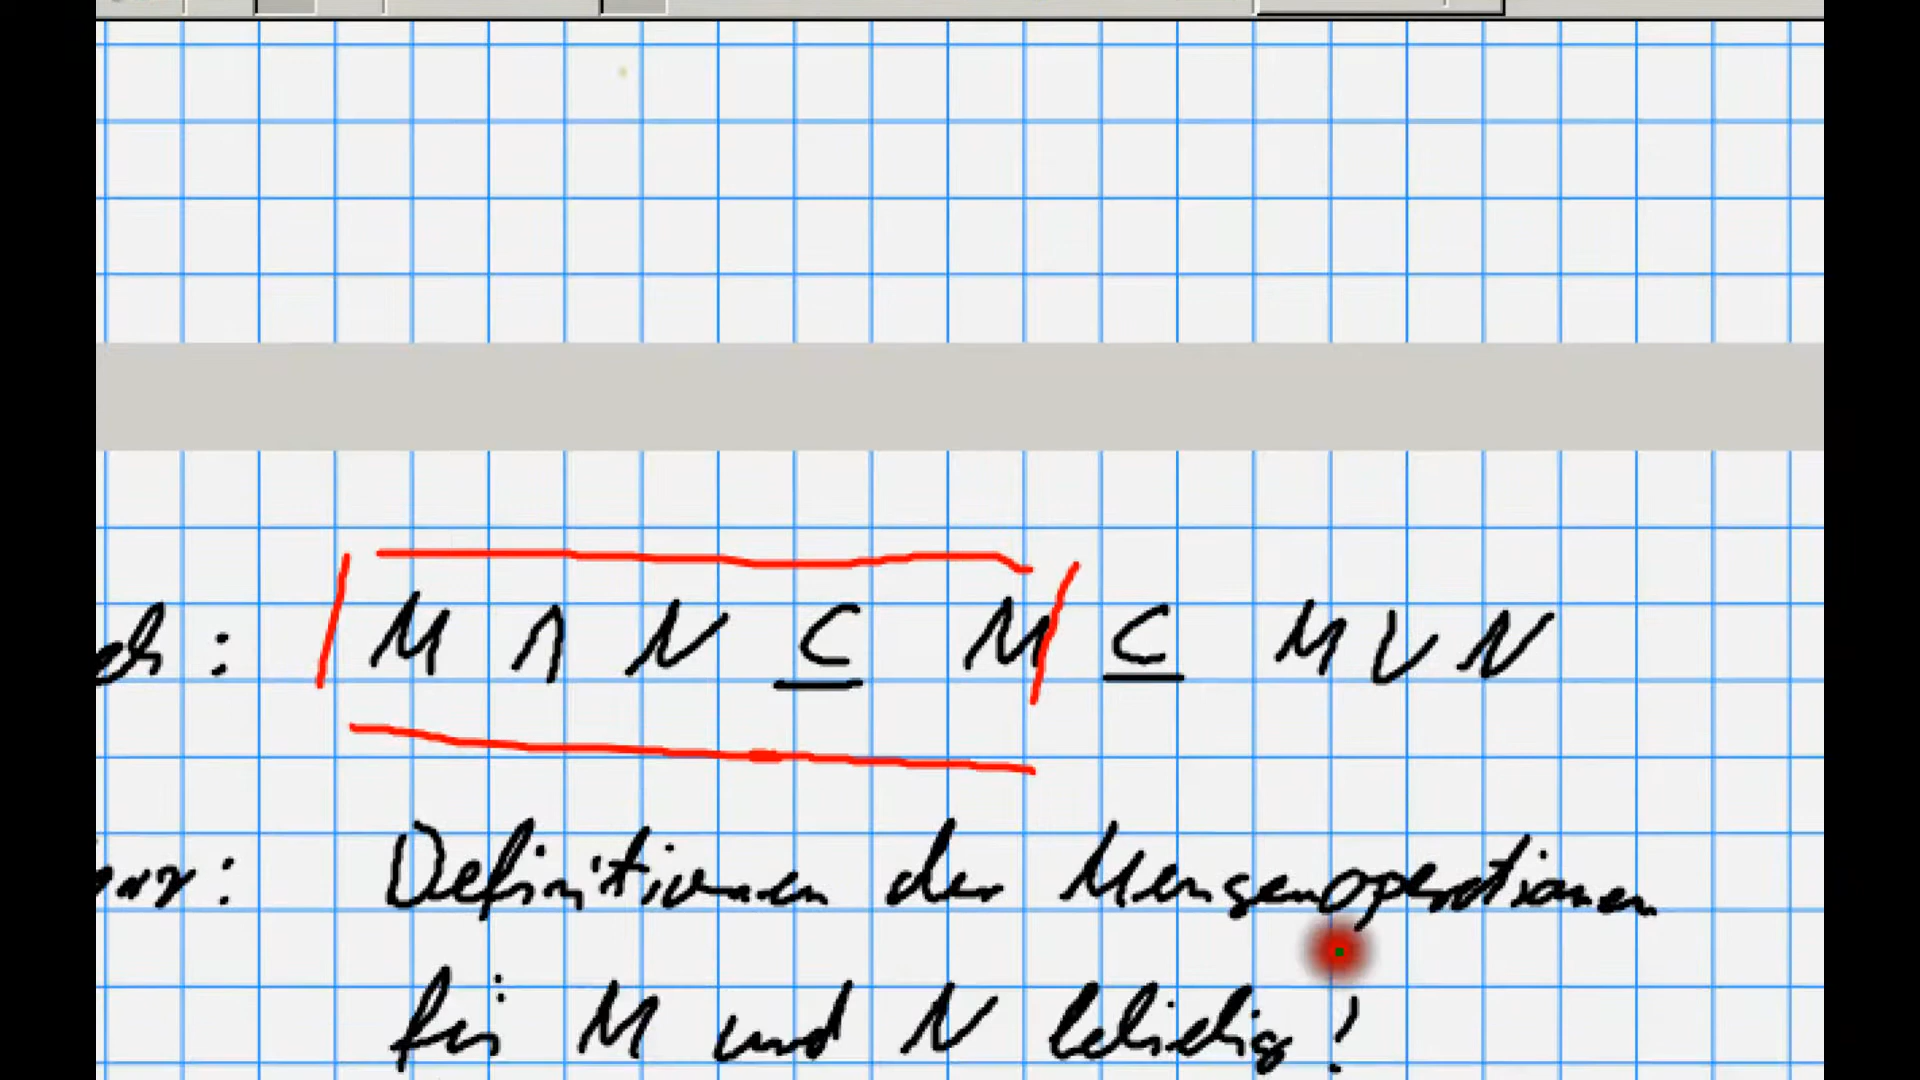 M ∩ N ⊆ M ⊆ M ∪ N
Definitionen der Mengenoperationen
für M und N beliebig!